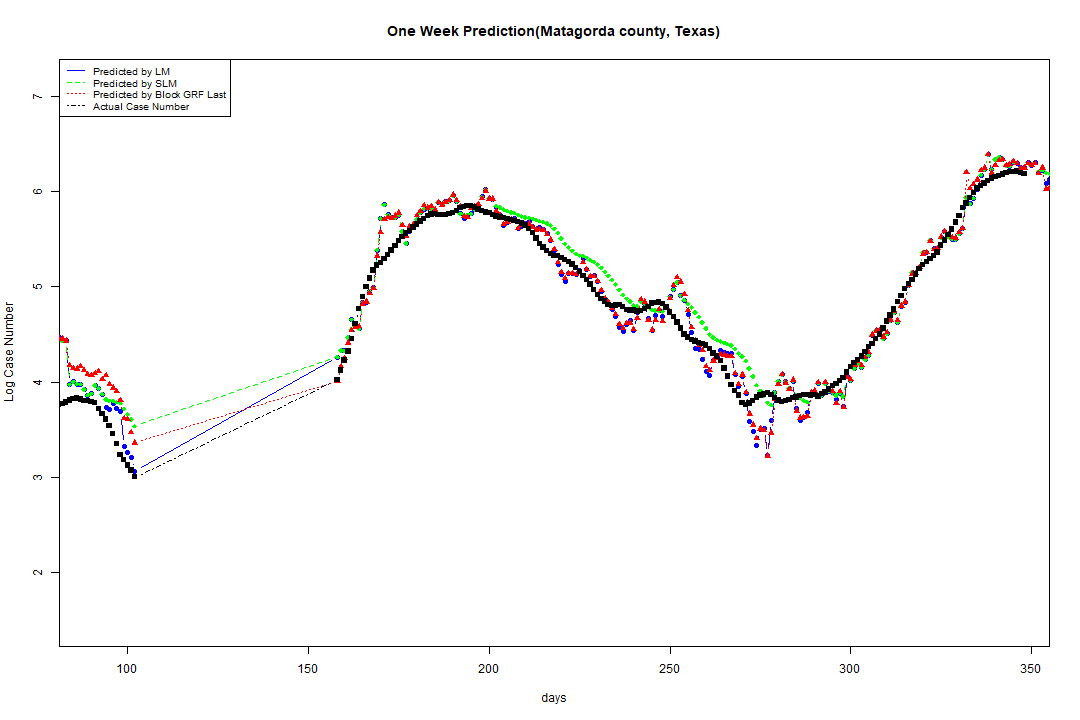 One Week Prediction(Matagorda county, Texas)
Predicted by LM
Predicted by SLM
Predicted by Block GRF Last
Actual Case Number
7
6
5
4
3
2
Log Case Number
100
150
200
250
300
350
days